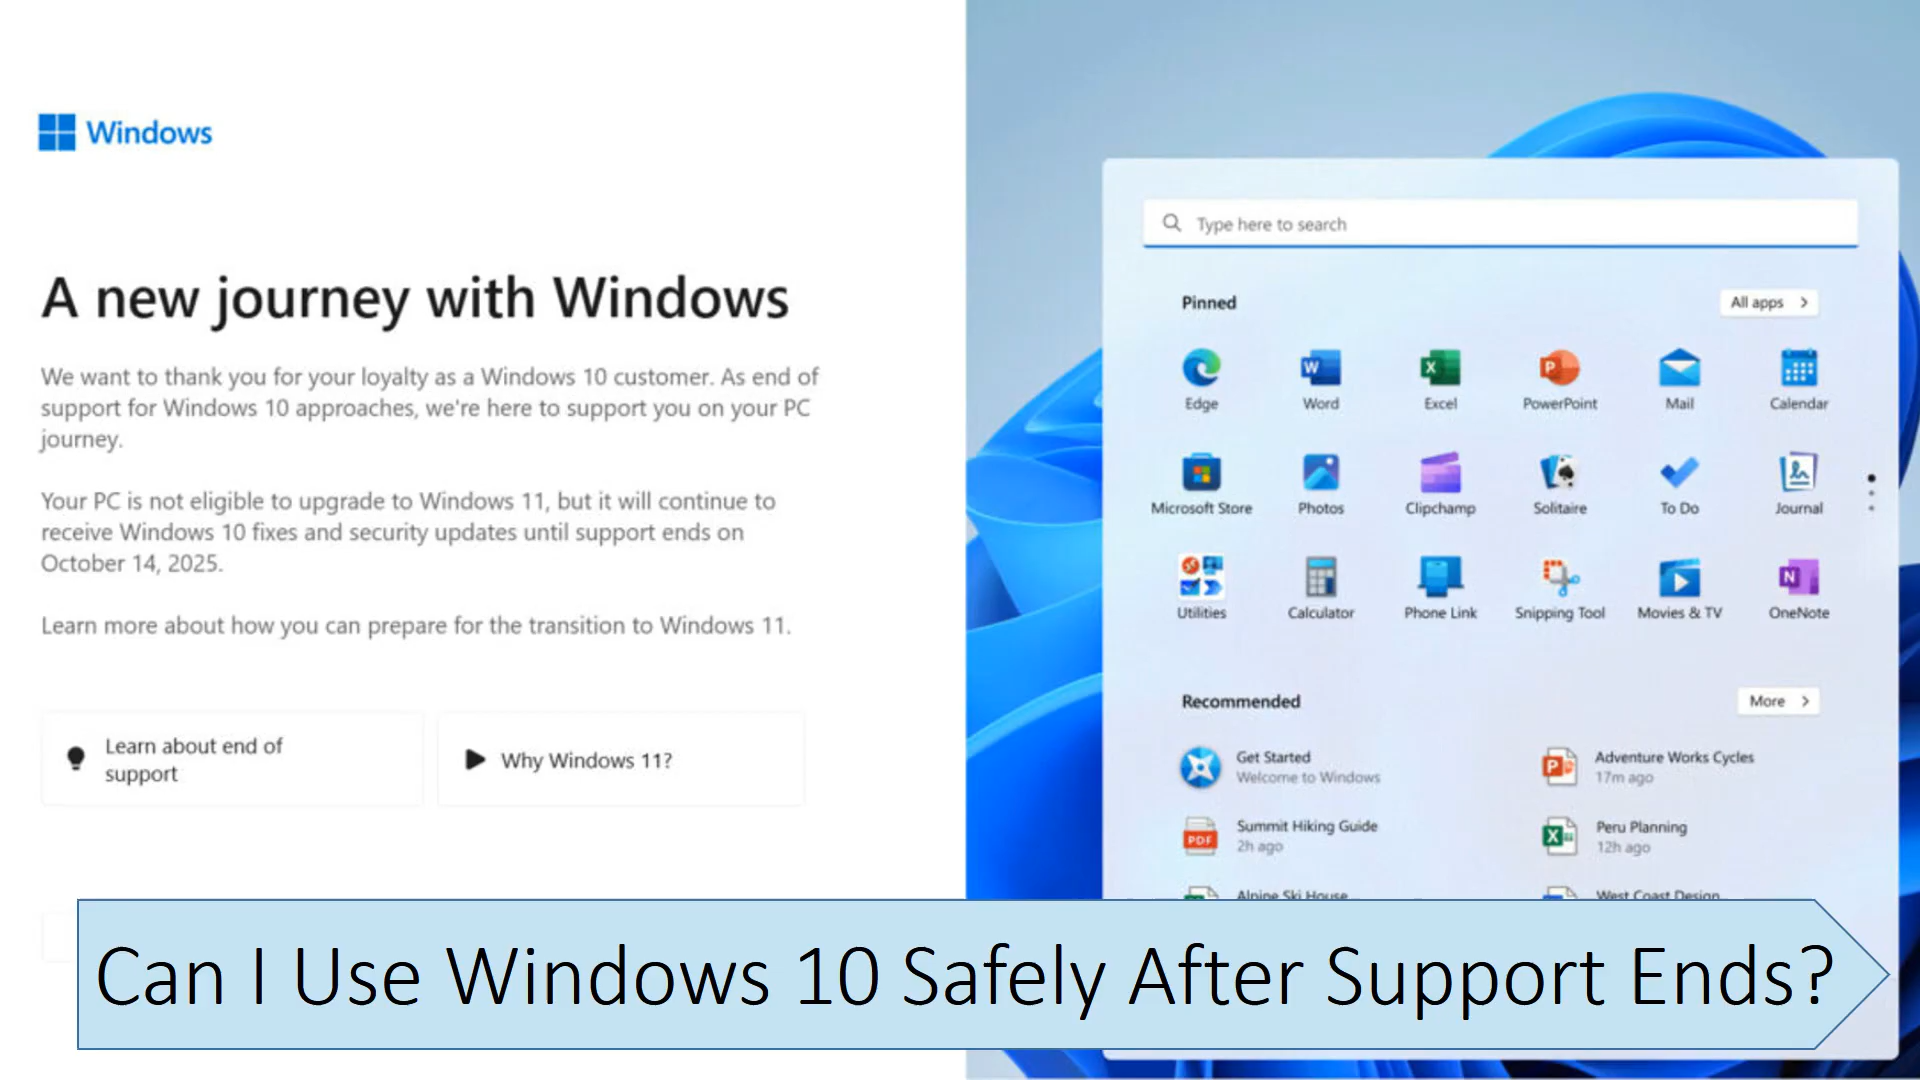 Windows
A new journey with Windows
We want to thank you for your loyalty as a Windows 10 customer. As end of
support for Windows 10 approaches, we're here to support you on your PC
journey.
Your PC is not eligible to upgrade to Windows 11, but it will continue to
receive Windows 10 fixes and security updates until support ends on
October 14, 2025.
Learn more about how you can prepare for the transition to Windows 11.
Learn about end of
support
Why Windows 11?
Type here to search
Pinned
All apps
Edge
Word
Excel
PowerPoint
Mail
Calendar
Microsoft Store
Photos
Clipchamp
Solitaire
To Do
Journal
Utilities
Calculator
Phone Link
Snipping Tool
Movies & TV
OneNote
Recommended
More
Get Started
Welcome to Windows
Adventure Works Cycles
17m ago
PDF
Summit Hiking Guide
2h ago
Peru Planning
12h ago
Alpine Ski House
West Coast Design
Can I Use Windows 10 Safely After Support Ends?